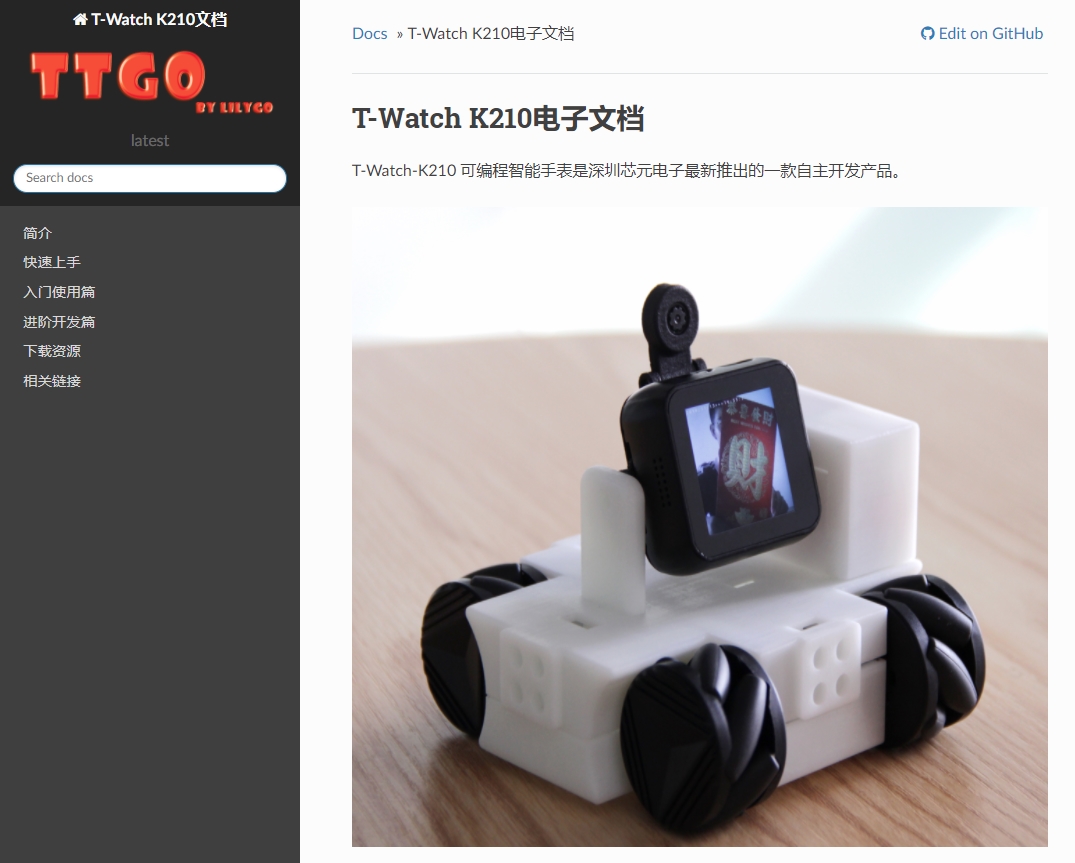 T-Watch K210文档
TTGO
BY LILYGO
latest
Search docs
简介
快速上手
入门使用篇
进阶开发篇
下载资源
相关链接
Docs » T-Watch K210电子文档
Edit on GitHub
T-Watch K210电子文档
T-Watch-K210 可编程智能手表是深圳芯元电子最新推出的一款自主开发产品。
财